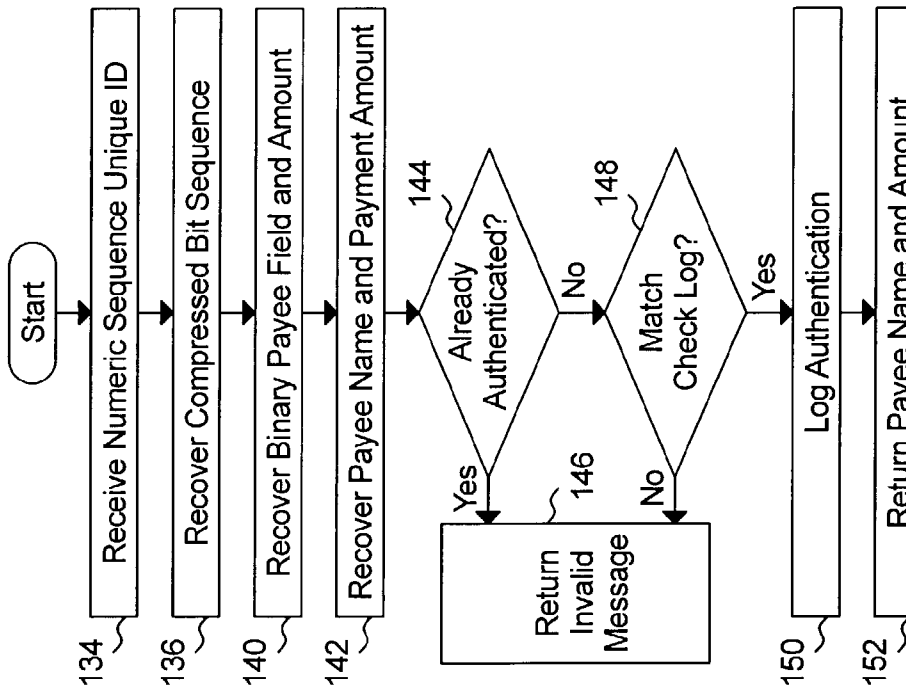 Start
134
Receive Numeric Sequence Unique ID
136
Recover Compressed Bit Sequence
140
Recover Binary Payee Field and Amount
142
Recover Payee Name and Payment Amount
144
Already
Authenticated?
Yes
No
146
Return
Invalid
Message
148
Match
Check Log?
No
Yes
150
Log Authentication
152
Return Payee Name and Amount